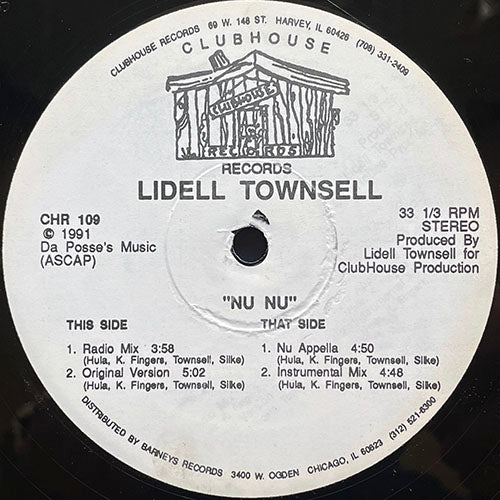 CLUBHOUSE RECORDS 69 W. 148 ST. HARVEY, IL 60426 (708) 331-2409
CLUBHOUSE
CLUBHOUSE
RECORDS
RECORDS
LIDELL TOWNSELL
CHR 109
© 1991
Da Posse's Music
(ASCAP)
33 1/3 RPM
STEREO
Produced By
Lidell Townsell for
ClubHouse Production
"NU NU"
THIS SIDE
1. Radio Mix 3:58
(Hula, K. Fingers, Townsell, Silke)
2. Original Version 5:02
(Hula, K. Fingers, Townsell, Silke)
THAT SIDE
1. Nu Appella 4:50
(Hula, K. Fingers, Townsell, Silke)
2. Instrumental Mix 4:48
(Hula, K. Fingers, Townsell, Silke)
DISTRIBUTED BY BARNEYS RECORDS 3400 W. OGDEN CHICAGO, IL 60623 (312) 521-6300